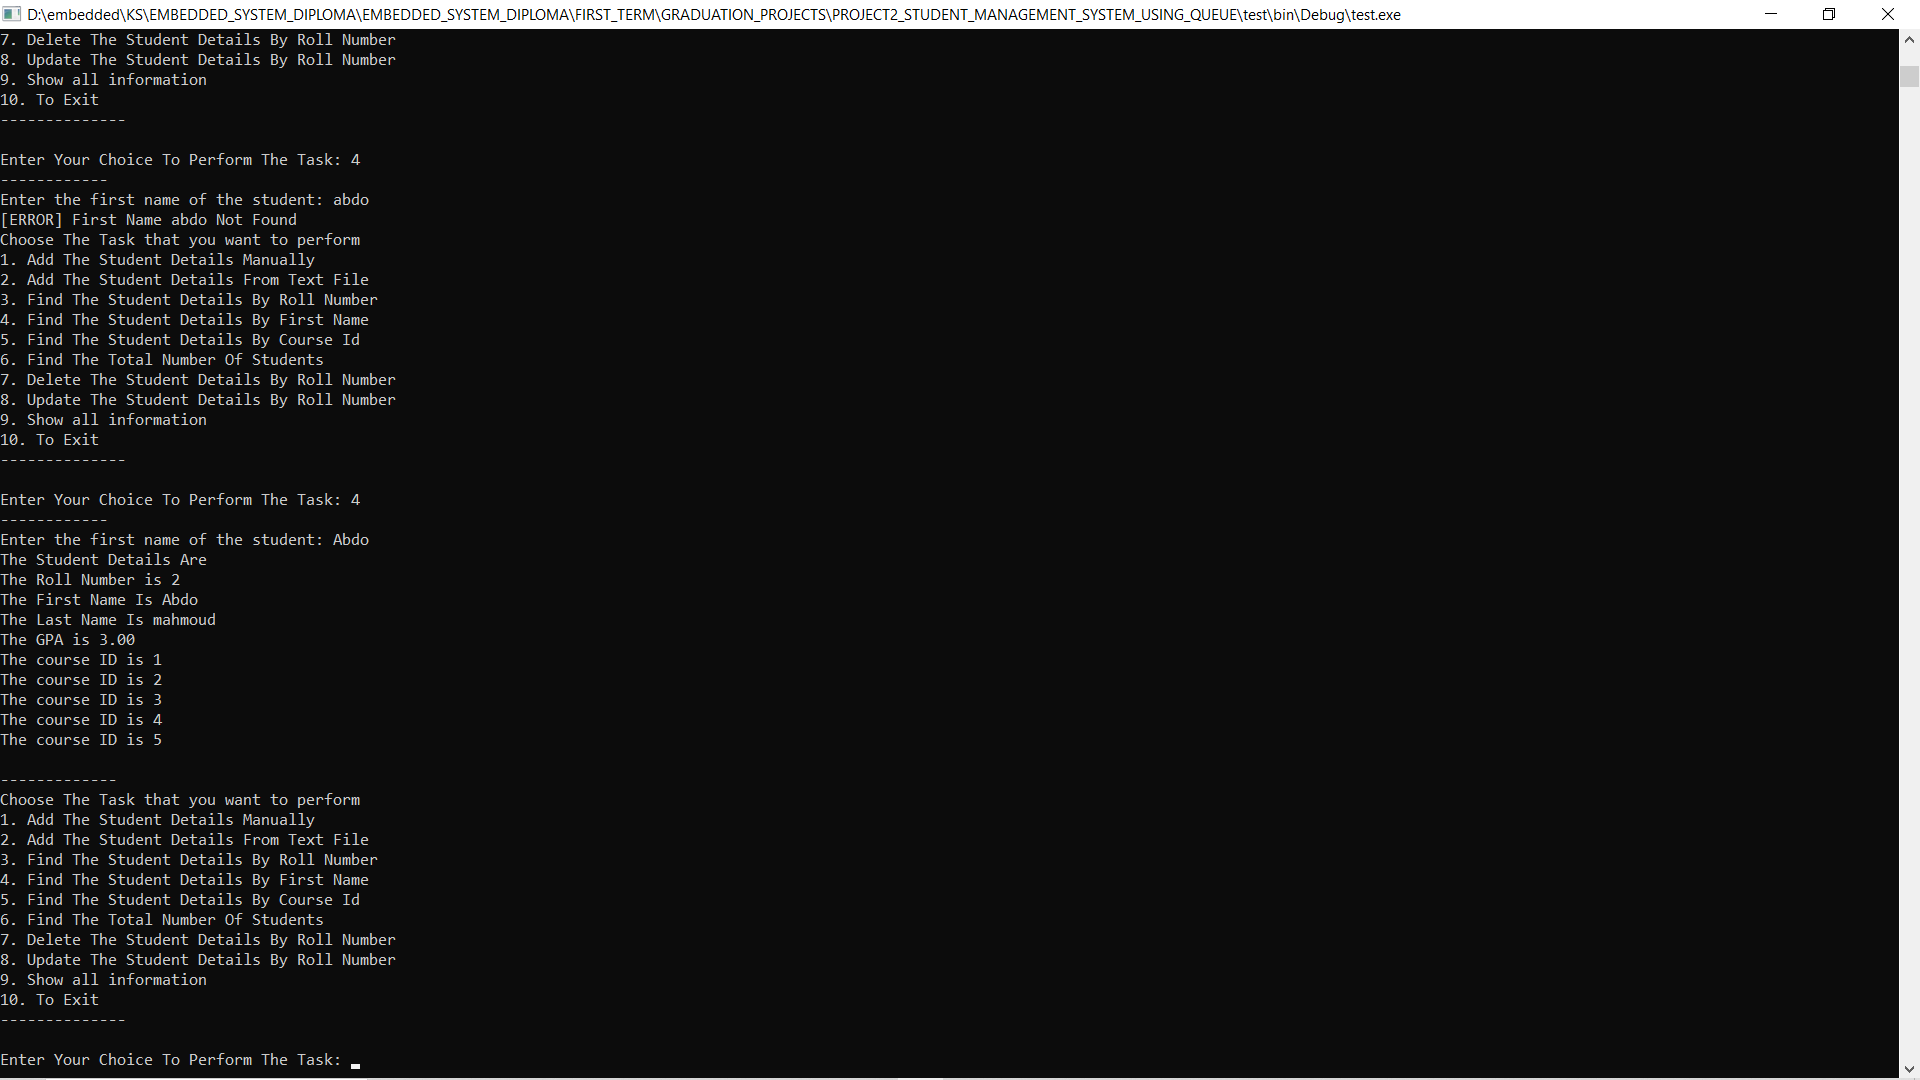 D:\embedded\KS\EMBEDDED_SYSTEM_DIPLOMA\EMBEDDED_SYSTEM_DIPLOMA\FIRST_TERM\GRADUATION_PROJECTS\PROJECT2_STUDENT_MANAGEMENT_SYSTEM_USING_QUEUE\test\bin\Debug\test.exe
7. Delete The Student Details By Roll Number
8. Update The Student Details By Roll Number
9. Show all information
10. To Exit
--------------
Enter Your Choice To Perform The Task: 4
------------
Enter the first name of the student: abdo
[ERROR] First Name abdo Not Found
Choose The Task that you want to perform
1. Add The Student Details Manually
2. Add The Student Details From Text File
3. Find The Student Details By Roll Number
4. Find The Student Details By First Name
5. Find The Student Details By Course Id
6. Find The Total Number Of Students
7. Delete The Student Details By Roll Number
8. Update The Student Details By Roll Number
9. Show all information
10. To Exit
--------------
Enter Your Choice To Perform The Task: 4
------------
Enter the first name of the student: Abdo
The Student Details Are
The Roll Number is 2
The First Name Is Abdo
The Last Name Is mahmoud
The GPA is 3.00
The course ID is 1
The course ID is 2
The course ID is 3
The course ID is 4
The course ID is 5
-------------
Choose The Task that you want to perform
1. Add The Student Details Manually
2. Add The Student Details From Text File
3. Find The Student Details By Roll Number
4. Find The Student Details By First Name
5. Find The Student Details By Course Id
6. Find The Total Number Of Students
7. Delete The Student Details By Roll Number
8. Update The Student Details By Roll Number
9. Show all information
10. To Exit
--------------
Enter Your Choice To Perform The Task: